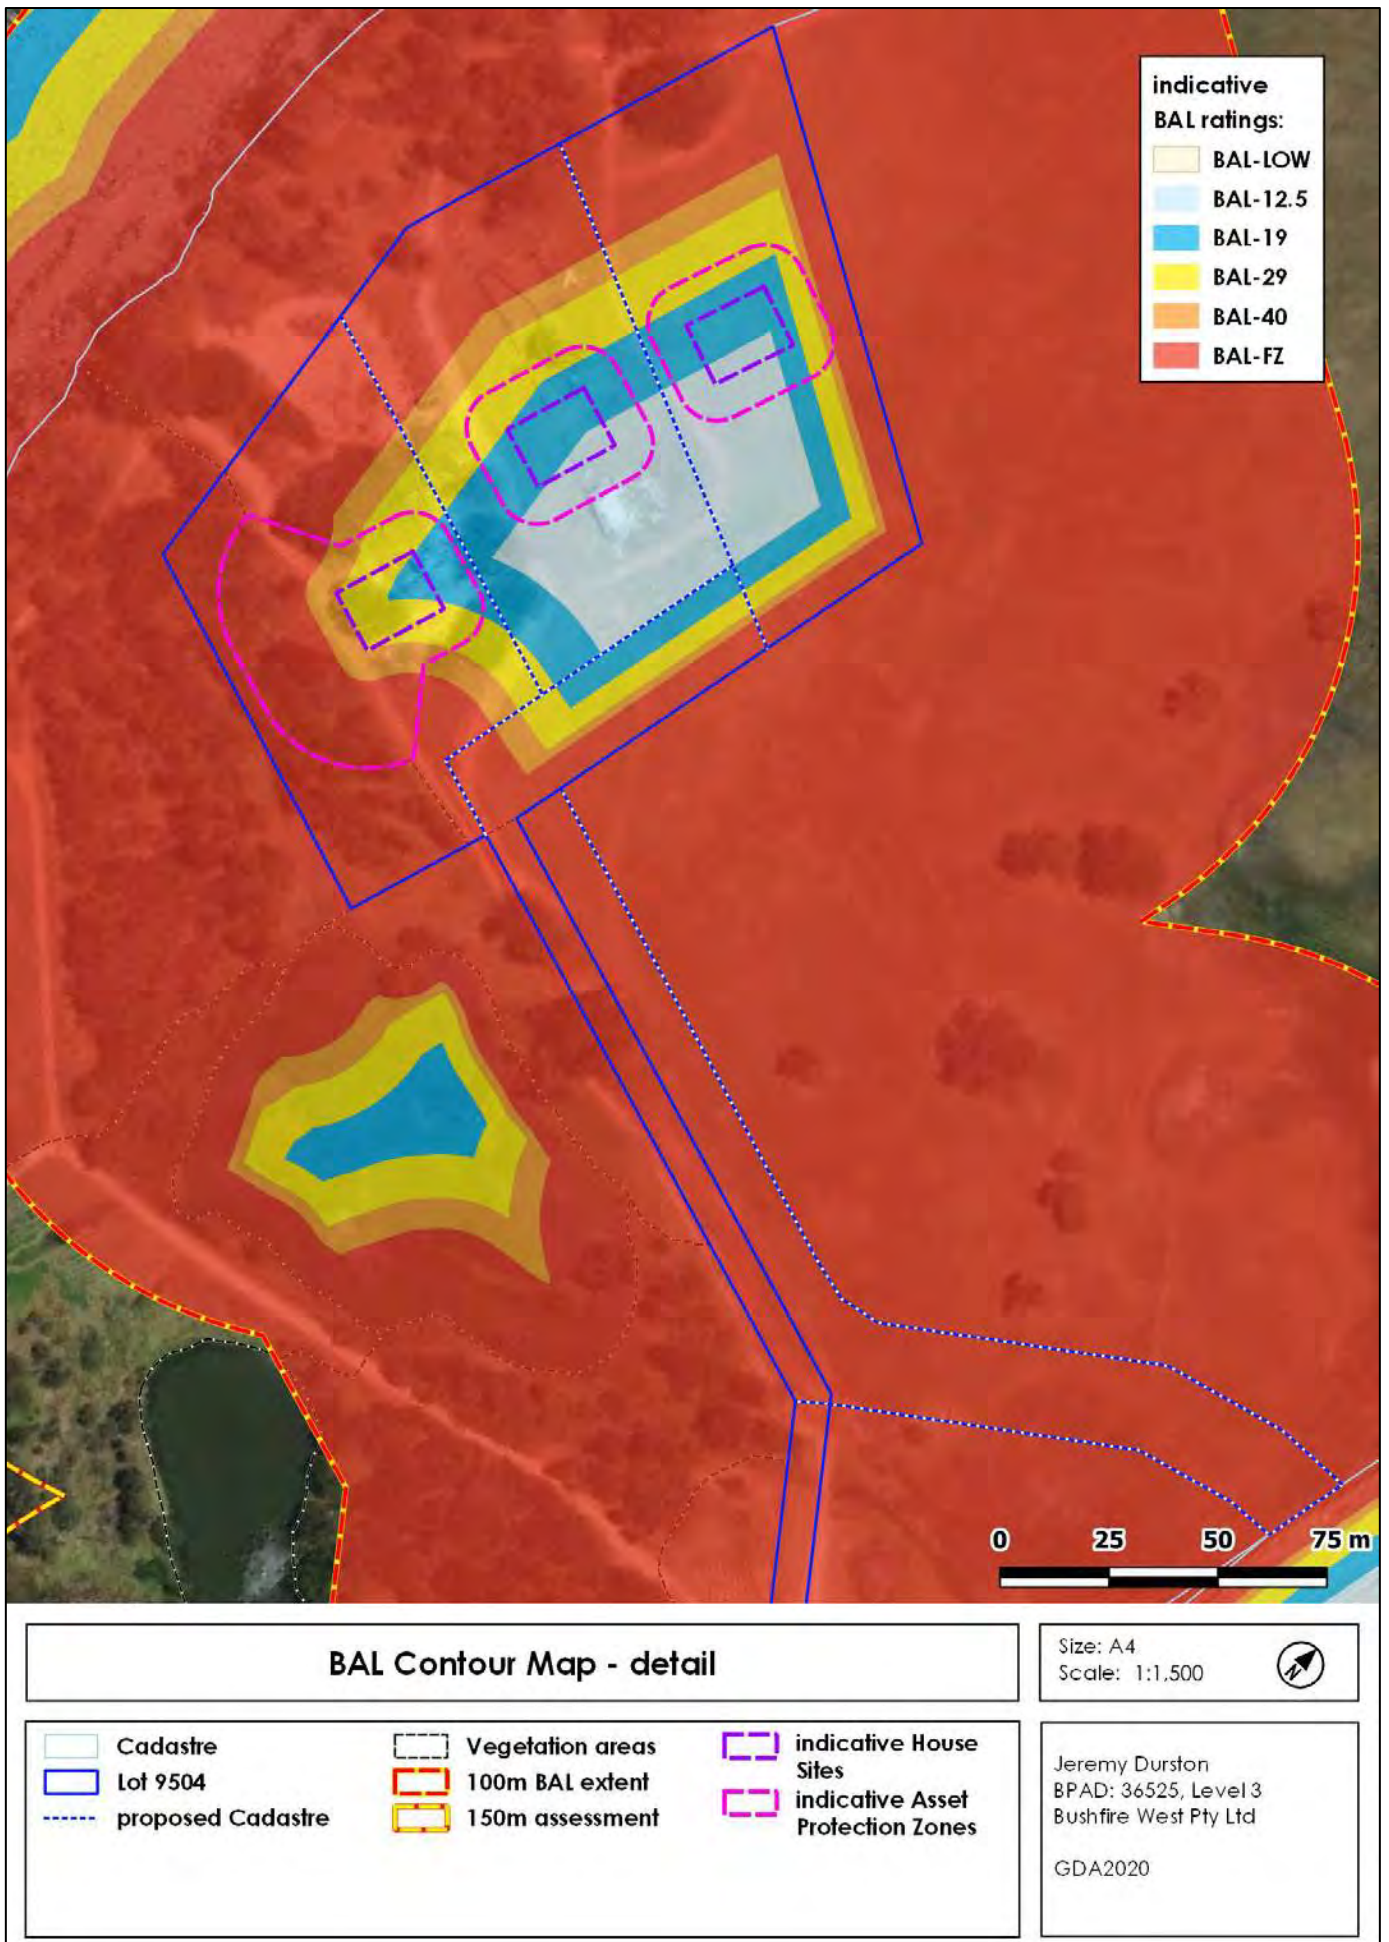 indicative
BAL ratings:
BAL-LOW
BAL-12.5
BAL-19
BAL-29
BAL-40
BAL-FZ
0 25 50 75 m
BAL Contour Map - detail
Size: A4
Scale: 1:1,500
N
Cadastre
Lot 9504
proposed Cadastre
Vegetation areas
100m BAL extent
150m assessment
indicative House
Sites
indicative Asset
Protection Zones
Jeremy Durston
BPAD: 36525, Level 3
Bushfire West Pty Ltd
GDA2020